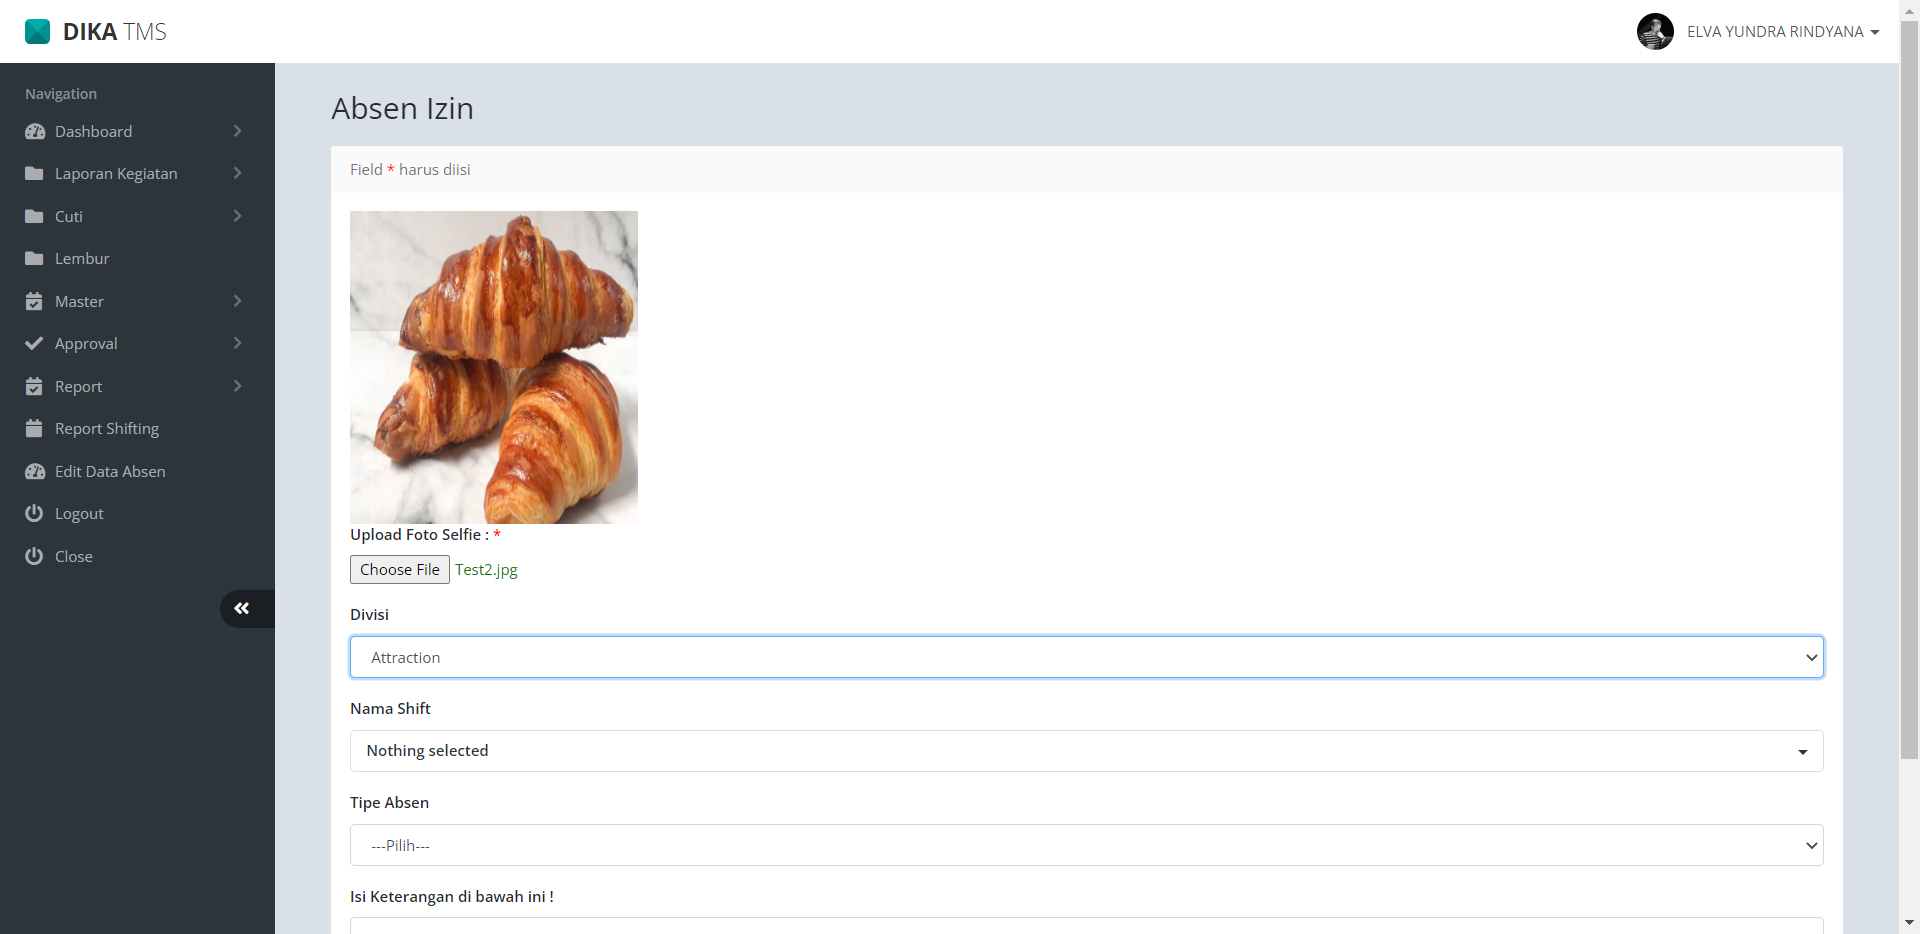 DIKA TMS
ELVA YUNDRA RINDYANA
Navigation
Dashboard
Laporan Kegiatan
Cuti
Lembur
Master
Approval
Report
Report Shifting
Edit Data Absen
Logout
Close
Absen Izin
Field * harus diisi
Upload Foto Selfie : *
Choose File Test2.jpg
Divisi
Attraction
Nama Shift
Nothing selected
Tipe Absen
---Pilih---
Isi Keterangan di bawah ini !